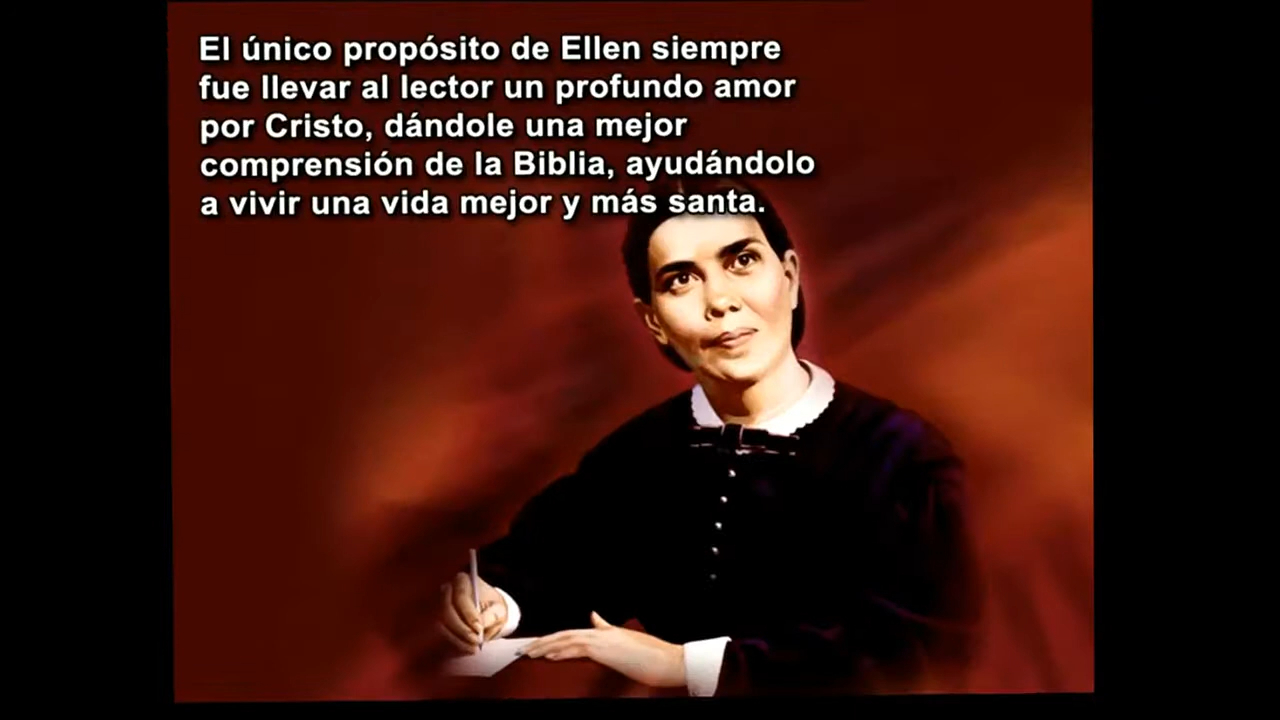 El único propósito de Ellen siempre
fue llevar al lector un profundo amor
por Cristo, dándole una mejor
comprensión de la Biblia, ayudándolo
a vivir una vida mejor y más santa.